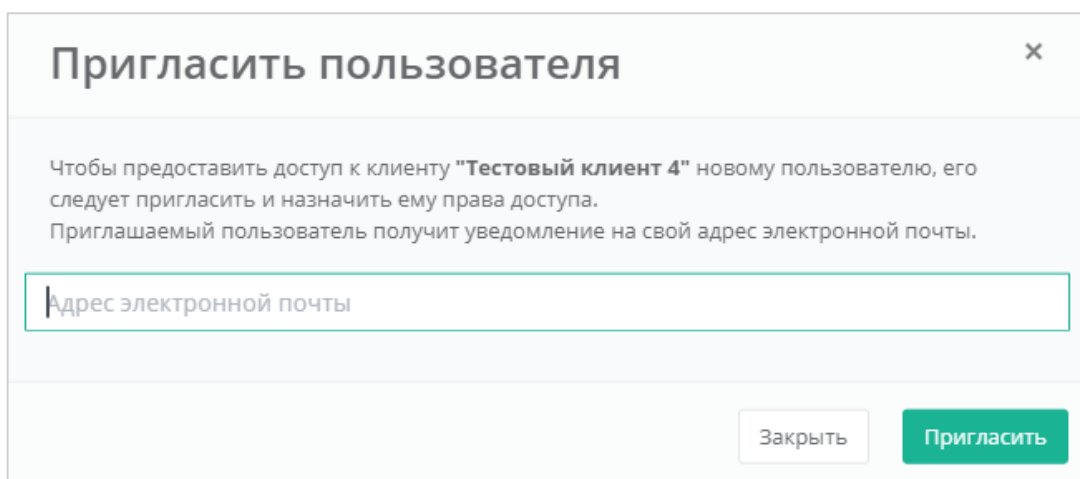 Пригласить пользователя
×
Чтобы предоставить доступ к клиенту "Тестовый клиент 4" новому пользователю, его
следует пригласить и назначить ему права доступа.
Приглашаемый пользователь получит уведомление на свой адрес электронной почты.
Адрес электронной почты
Закрыть Пригласить